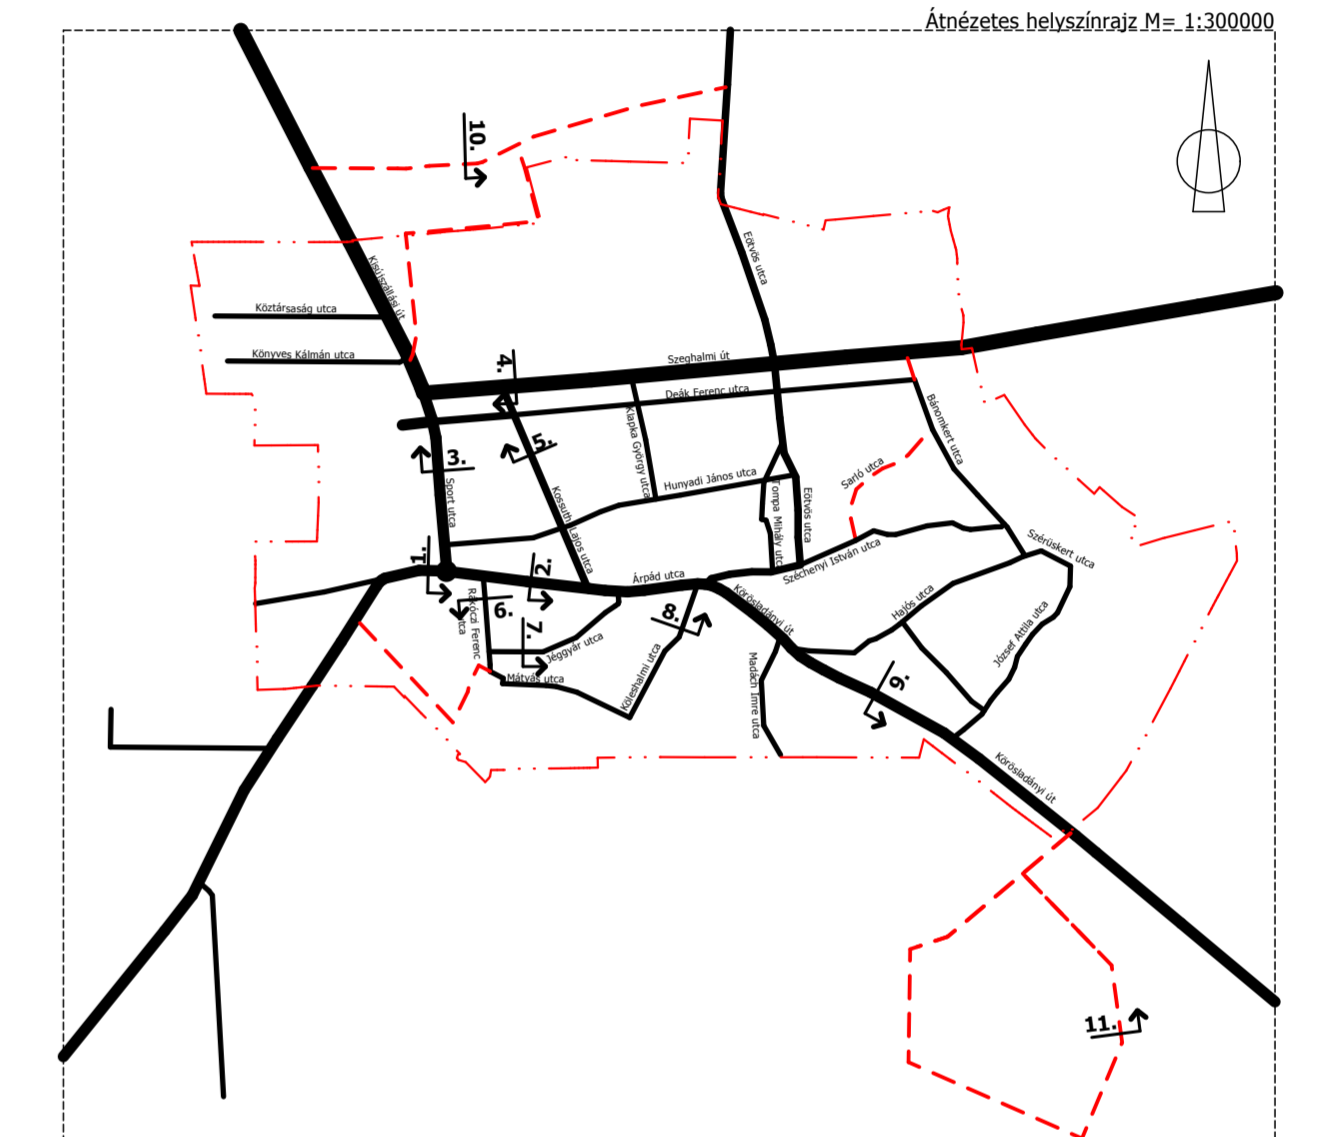 Átnézetes helyszínrajz M= 1:300000
10.
Eötvös utca
Kisújszállási út
Köztársaság utca
Könyves Kálmán utca
4.
Szeghalmi út
Deák Ferenc utca
Klapka György utca
Bánomkert utca
5.
3.
Sport utca
Kossuth Lajos utca
Hunyadi János utca
Tompa Mihály utca
Eötvös utca
Sarló utca
Széchenyi István utca
Szérűskert utca
1.
2.
Árpád utca
Körösladányi út
Rákóczi Ferenc
utca
6.
7.
8.
Jéggyár utca
Mátyás utca
Köleshalmi utca
Madách Imre utca
Hajós utca
József Attila utca
9.
Körösladányi út
11.